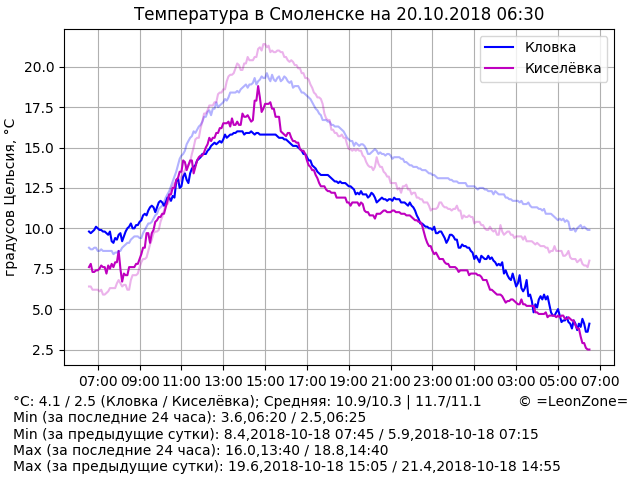 Температура в Смоленске на 20.10.2018 06:30
градусов Цельсия, °C
20.0
17.5
15.0
12.5
10.0
7.5
5.0
2.5
Кловка
Киселёвка
07:00 09:00 11:00 13:00 15:00 17:00 19:00 21:00 23:00 01:00 03:00 05:00 07:00
°C: 4.1 / 2.5 (Кловка / Киселёвка); Средняя: 10.9/10.3 | 11.7/11.1 © =LeonZone=
Min (за последние 24 часа): 3.6,06:20 / 2.5,06:25
Min (за предыдущие сутки): 8.4,2018-10-18 07:45 / 5.9,2018-10-18 07:15
Max (за последние 24 часа): 16.0,13:40 / 18.8,14:40
Max (за предыдущие сутки): 19.6,2018-10-18 15:05 / 21.4,2018-10-18 14:55